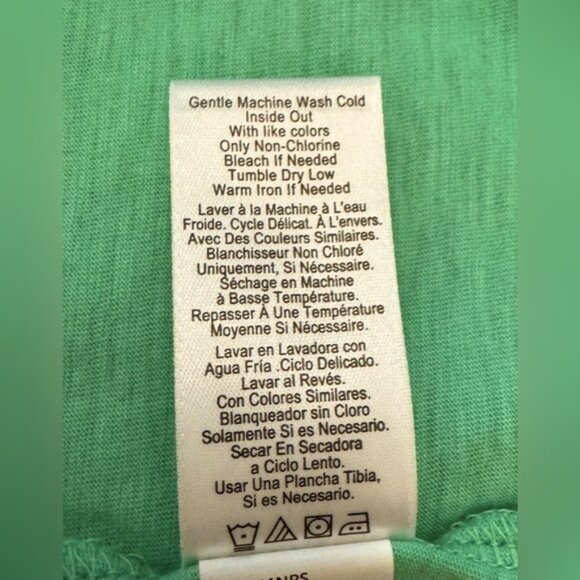 Gentle Machine Wash Cold
Inside Out
With like colors
Only Non-Chlorine
Bleach If Needed
Tumble Dry Low
Warm Iron If Needed
Laver à la Machine à L'eau
Froide. Cycle Délicat. À L'envers.
Avec Des Couleurs Similaires.
Blanchisseur Non Chloré
Uniquement, Si Nécessaire.
Séchage en Machine
à Basse Température.
Repasser À Une Température
Moyenne Si Nécessaire.
Lavar en Lavadora con
Agua Fría .Ciclo Delicado.
Lavar al Revés.
Con Colores Similares.
Blanqueador sin Cloro
Solamente Si es Necesario.
Secar En Secadora
a Ciclo Lento.
Usar Una Plancha Tibia,
Si es Necesario.